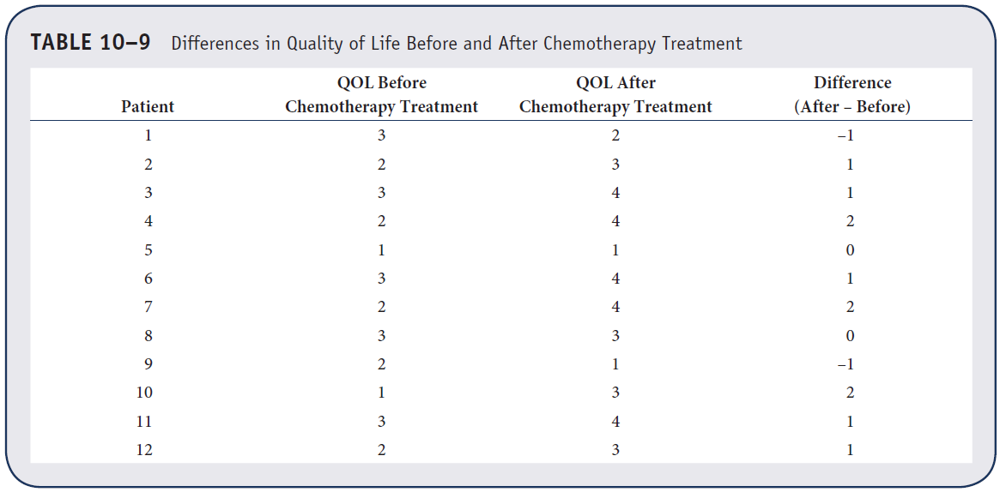 TABLE 10–9 Differences in Quality of Life Before and After Chemotherapy Treatment
QOL Before QOL After Difference
Patient Chemotherapy Treatment Chemotherapy Treatment (After – Before)
1 3 2 –1
2 2 3 1
3 3 4 1
4 2 4 2
5 1 1 0
6 3 4 1
7 2 4 2
8 3 3 0
9 2 1 –1
10 1 3 2
11 3 4 1
12 2 3 1